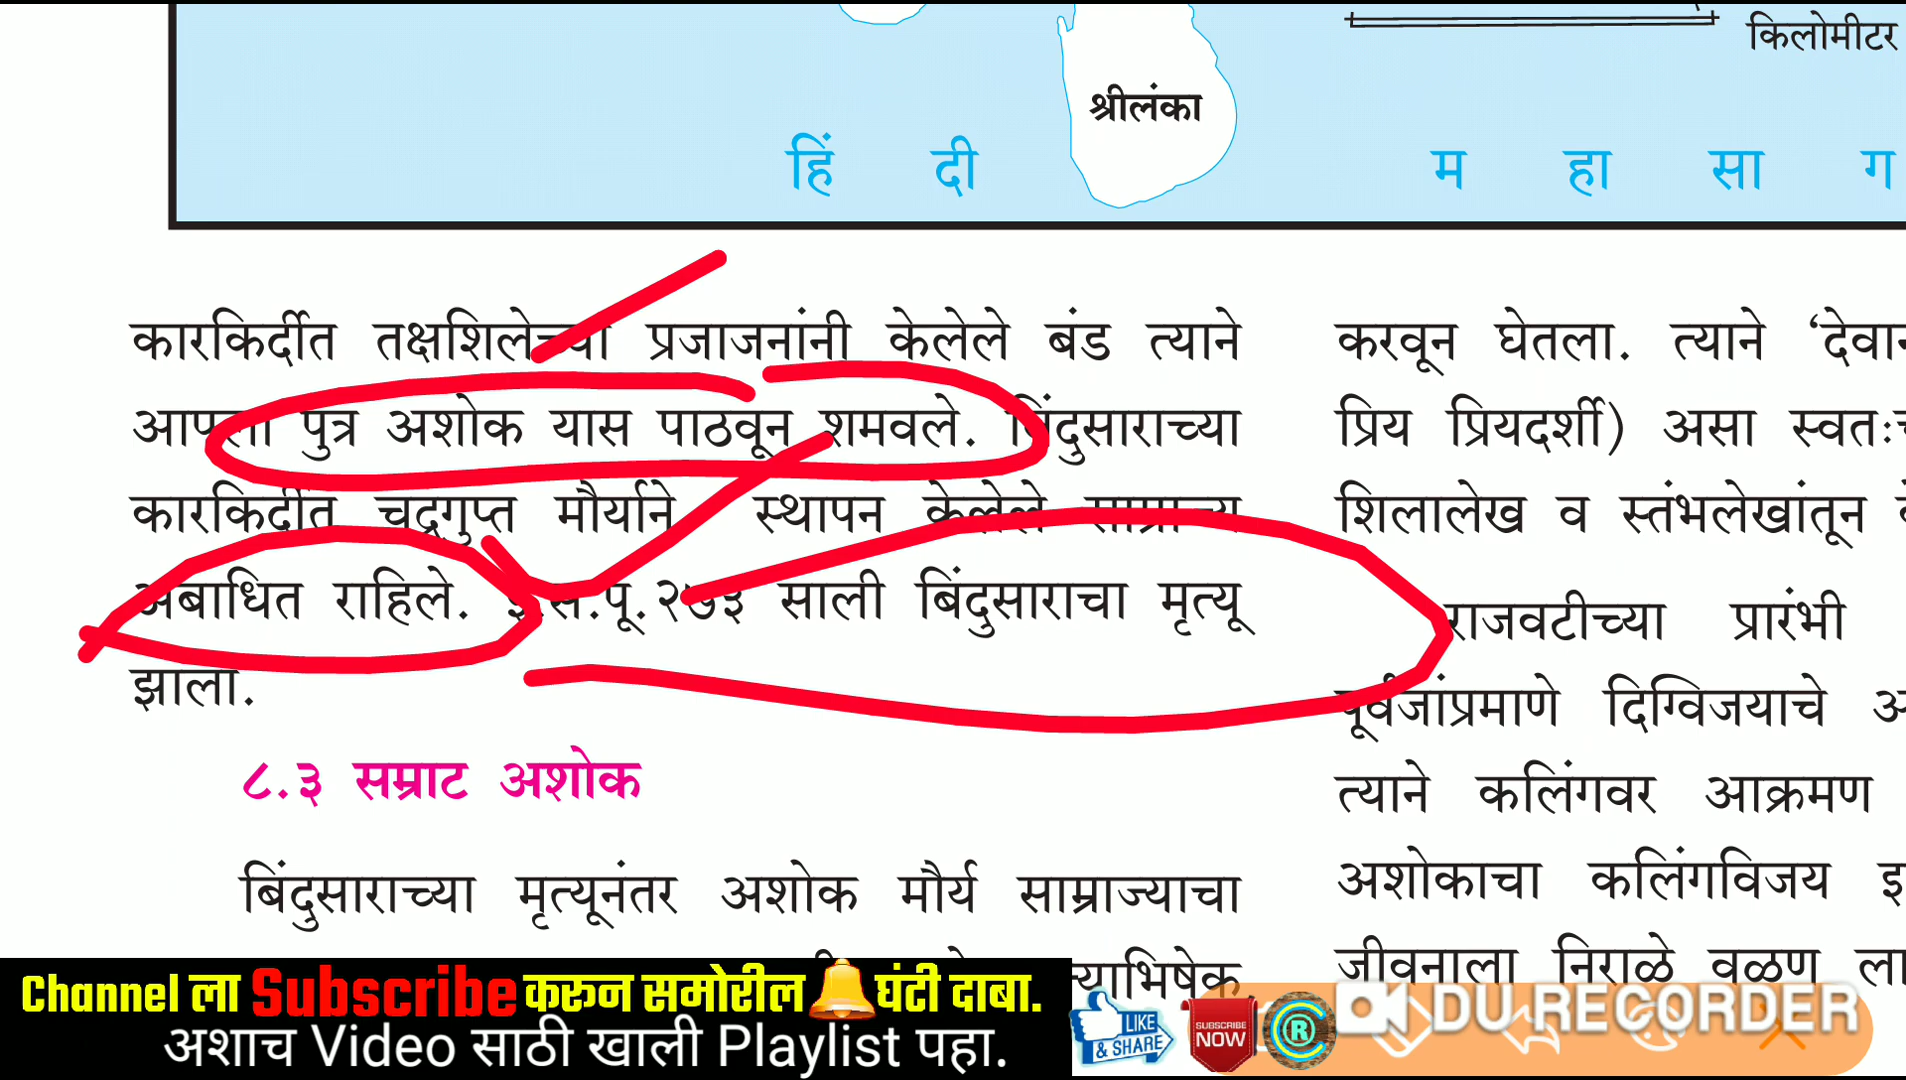 किलोमीटर
श्रीलंका
हिं दी म हा सा ग
कारकिर्दीत तक्षशिलेच्या प्रजाजनांनी केलेले बंड त्याने
आपला पुत्र अशोक यास पाठवून शमवले. बिंदुसाराच्या
कारकिर्दीत चंद्रगुप्त मौर्याने स्थापन केलेले साम्राज्य
अबाधित राहिले. इ.स.पू.२७३ साली बिंदुसाराचा मृत्यू
झाला.
८.३ सम्राट अशोक
बिंदुसाराच्या मृत्यूनंतर अशोक मौर्य साम्राज्याचा
करवून घेतला. त्याने ‘देवान
प्रिय प्रियदर्शी) असा स्वतःच
शिलालेख व स्तंभलेखांतून
राजवटीच्या प्रारंभी
पूर्वजांप्रमाणे दिग्विजयाचे अ
त्याने कलिंगवर आक्रमण
अशोकाचा कलिंगविजय इ
जीवनाला निराळे वळण ला
Channel ला Subscribe करून समोरील घंटी दाबा.
अशाच Video साठी खाली Playlist पहा.
LIKE
& SHARE
SUBSCRIBE
NOW
R
DU RECORDER